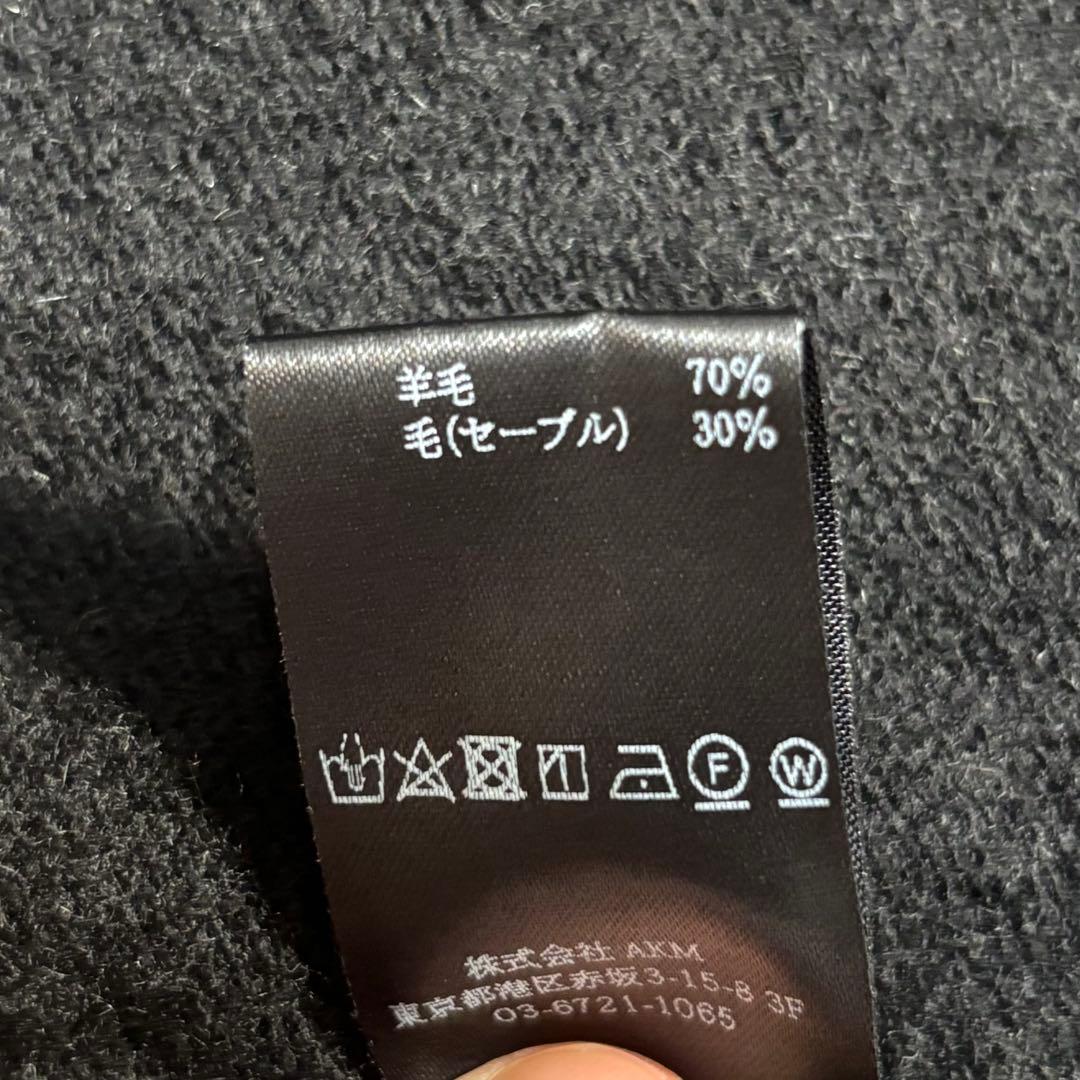 羊毛 70%
毛(セーブル) 30%
F W
株式会社 AKM
東京都港区赤坂3-15-8 3F
03-6721-1065